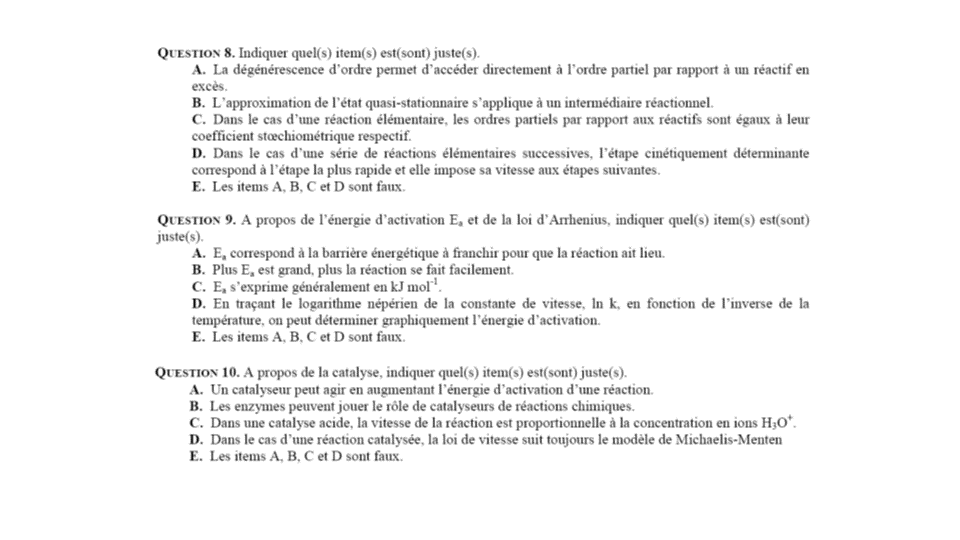 QUESTION 8. Indiquer quel(s) item(s) est(sont) juste(s).
A. La dégénérescence d'ordre permet d'accéder directement à l'ordre partiel par rapport à un réactif en
excès.
B. L'approximation de l'état quasi-stationnaire s'applique à un intermédiaire réactionnel.
C. Dans le cas d'une réaction élémentaire, les ordres partiels par rapport aux réactifs sont égaux à leur
coefficient stœchiométrique respectif.
D. Dans le cas d'une série de réactions élémentaires successives, l'étape cinétiquement déterminante
correspond à l'étape la plus rapide et elle impose sa vitesse aux étapes suivantes.
E. Les items A, B, C et D sont faux.
QUESTION 9. A propos de l'énergie d'activation Eₐ et de la loi d'Arrhenius, indiquer quel(s) item(s) est(sont)
juste(s).
A. Eₐ correspond à la barrière énergétique à franchir pour que la réaction ait lieu.
B. Plus Eₐ est grand, plus la réaction se fait facilement.
C. Eₐ s'exprime généralement en kJ mol⁻¹.
D. En traçant le logarithme népérien de la constante de vitesse, ln k, en fonction de l'inverse de la
température, on peut déterminer graphiquement l'énergie d'activation.
E. Les items A, B, C et D sont faux.
QUESTION 10. A propos de la catalyse, indiquer quel(s) item(s) est(sont) juste(s).
A. Un catalyseur peut agir en augmentant l'énergie d'activation d'une réaction.
B. Les enzymes peuvent jouer le rôle de catalyseurs de réactions chimiques.
C. Dans une catalyse acide, la vitesse de la réaction est proportionnelle à la concentration en ions H₃O⁺.
D. Dans le cas d'une réaction catalysée, la loi de vitesse suit toujours le modèle de Michaelis-Menten
E. Les items A, B, C et D sont faux.